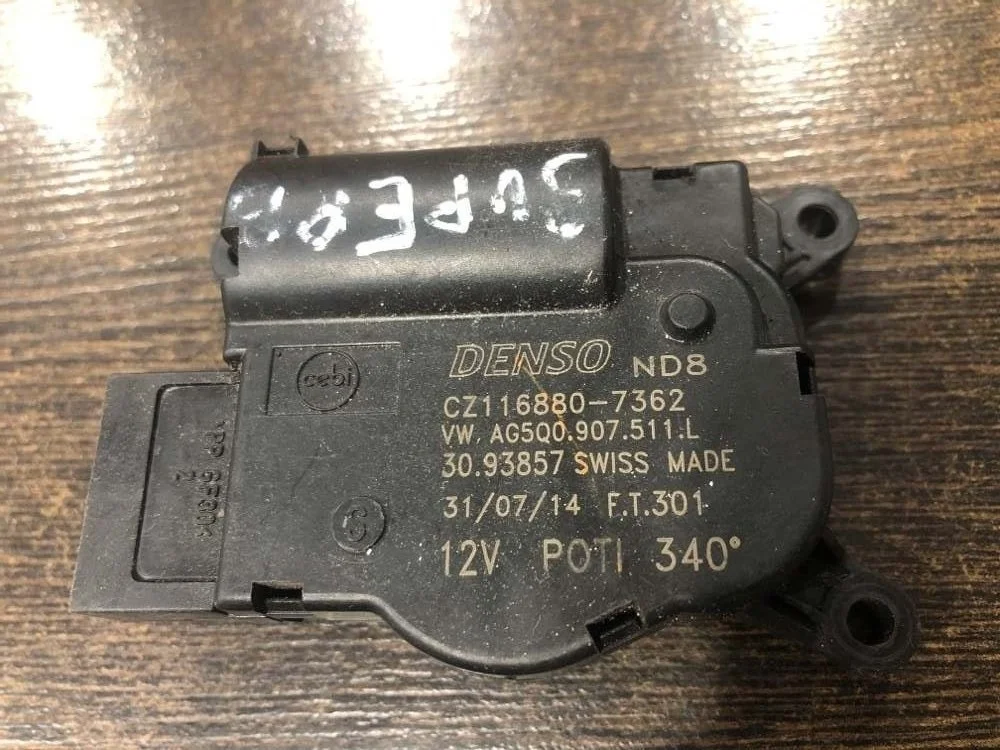 SUPERB
cebi
DENSO ND8
CZ116880-7362
VW. AG5Q0.907.511.L
30.93857 SWISS MADE
31/07/14 F.T.301
12V POTI 340°
6
2